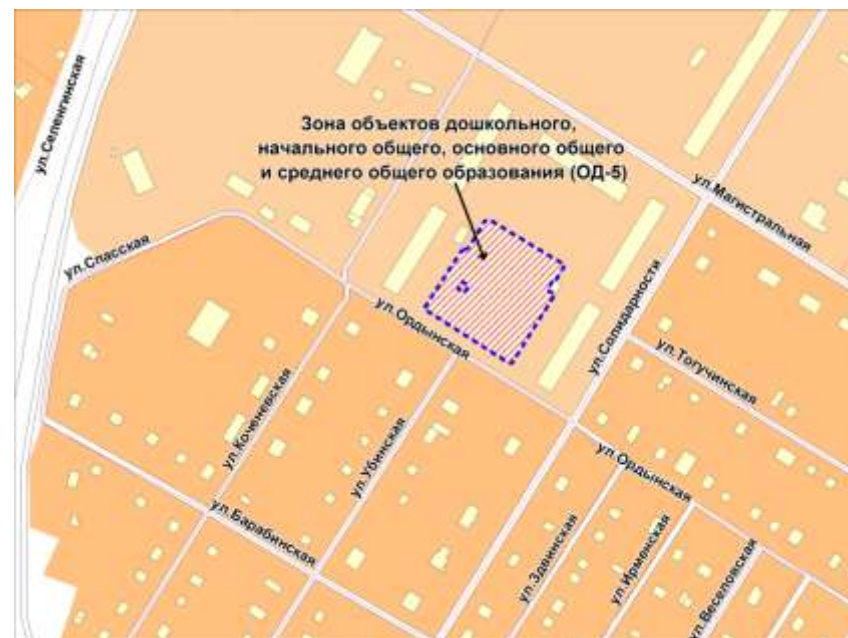 Зона объектов дошкольного,
начального общего, основного общего
и среднего общего образования (ОД-5)
ул.Селенгинская
ул.Магистральная
ул.Спасская
ул.Ордынская
ул.Солидарности
ул.Тогучинская
ул.Коченевская
ул.Убинская
ул.Ордынская
ул.Барабинская
ул.Здвинская
ул.Ирменская
ул.Веселовская